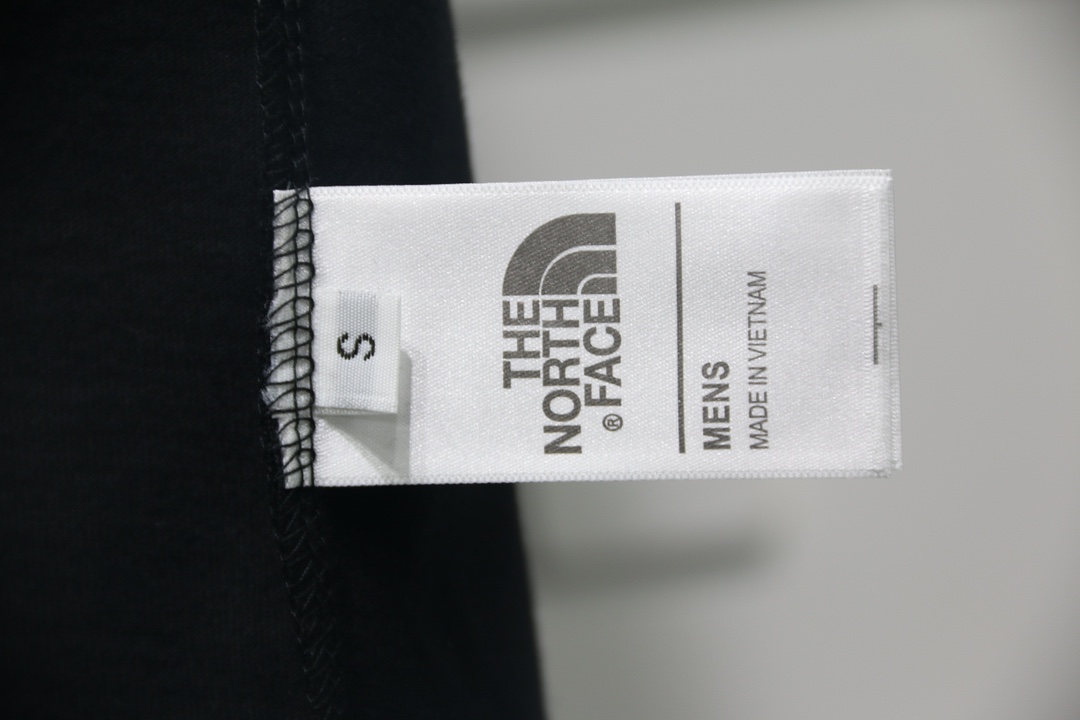 S
THE
NORTH
FACE®
MENS
MADE IN VIETNAM